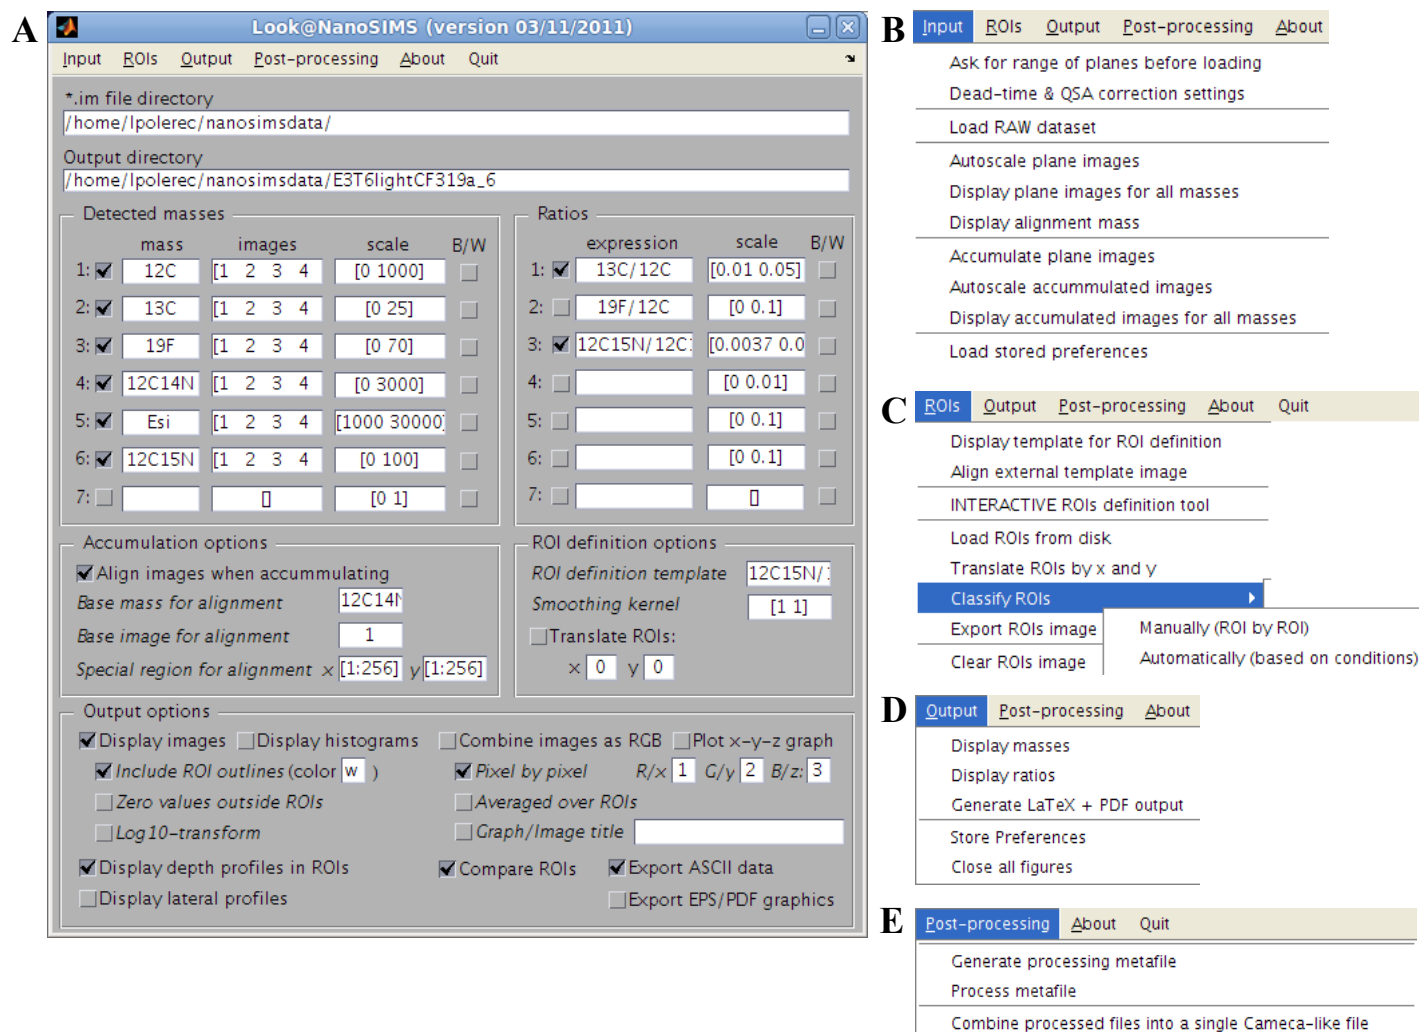 A
Look@NanoSIMS (version 03/11/2011)
Input ROIs Output Post-processing About Quit
*.im file directory
/home/lpolerec/nanosimsdata/
Output directory
/home/lpolerec/nanosimsdata/E3T6lightCF319a_6
Detected masses
mass images scale B/W
1: 12C [1 2 3 4 [0 1000]
2: 13C [1 2 3 4 [0 25]
3: 19F [1 2 3 4 [0 70]
4: 12C14N [1 2 3 4 [0 3000]
5: Esi [1 2 3 4 [1000 30000]
6: 12C15N [1 2 3 4 [0 100]
7: [] [0 1]
Ratios
expression scale B/W
1: 13C/12C [0.01 0.05]
2: 19F/12C [0 0.1]
3: 12C15N/12C: [0.0037 0.0
4: [0 0.01]
5: [0 0.1]
6: [0 0.1]
7: []
Accumulation options
Align images when accummulating
Base mass for alignment 12C14N
Base image for alignment 1
Special region for alignment x [1:256] y [1:256]
ROI definition options
ROI definition template 12C15N/:
Smoothing kernel [1 1]
Translate ROIs:
x 0 y 0
Output options
Display images Display histograms Combine images as RGB Plot x-y-z graph
Include ROI outlines (color w ) Pixel by pixel R/x 1 G/y 2 B/z: 3
Zero values outside ROIs Averaged over ROIs
Log10-transform Graph/Image title
Display depth profiles in ROIs Compare ROIs Export ASCII data
Display lateral profiles Export EPS/PDF graphics
B
Input ROIs Output Post-processing About
Ask for range of planes before loading
Dead-time & QSA correction settings
Load RAW dataset
Autoscale plane images
Display plane images for all masses
Display alignment mass
Accumulate plane images
Autoscale accummulated images
Display accumulated images for all masses
Load stored preferences
C
ROIs Output Post-processing About Quit
Display template for ROI definition
Align external template image
INTERACTIVE ROIs definition tool
Load ROIs from disk
Translate ROIs by x and y
Classify ROIs
Export ROIs image Manually (ROI by ROI)
Clear ROIs image Automatically (based on conditions)
D
Output Post-processing About
Display masses
Display ratios
Generate LaTeX + PDF output
Store Preferences
Close all figures
E
Post-processing About Quit
Generate processing metafile
Process metafile
Combine processed files into a single Cameca-like file